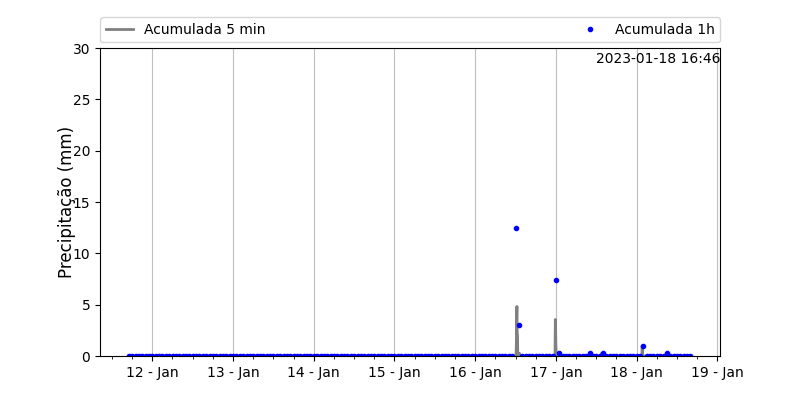 Acumulada 5 min
Acumulada 1h
2023-01-18 16:46
Precipitação (mm)
30
25
20
15
10
5
0
12 - Jan
13 - Jan
14 - Jan
15 - Jan
16 - Jan
17 - Jan
18 - Jan
19 - Jan